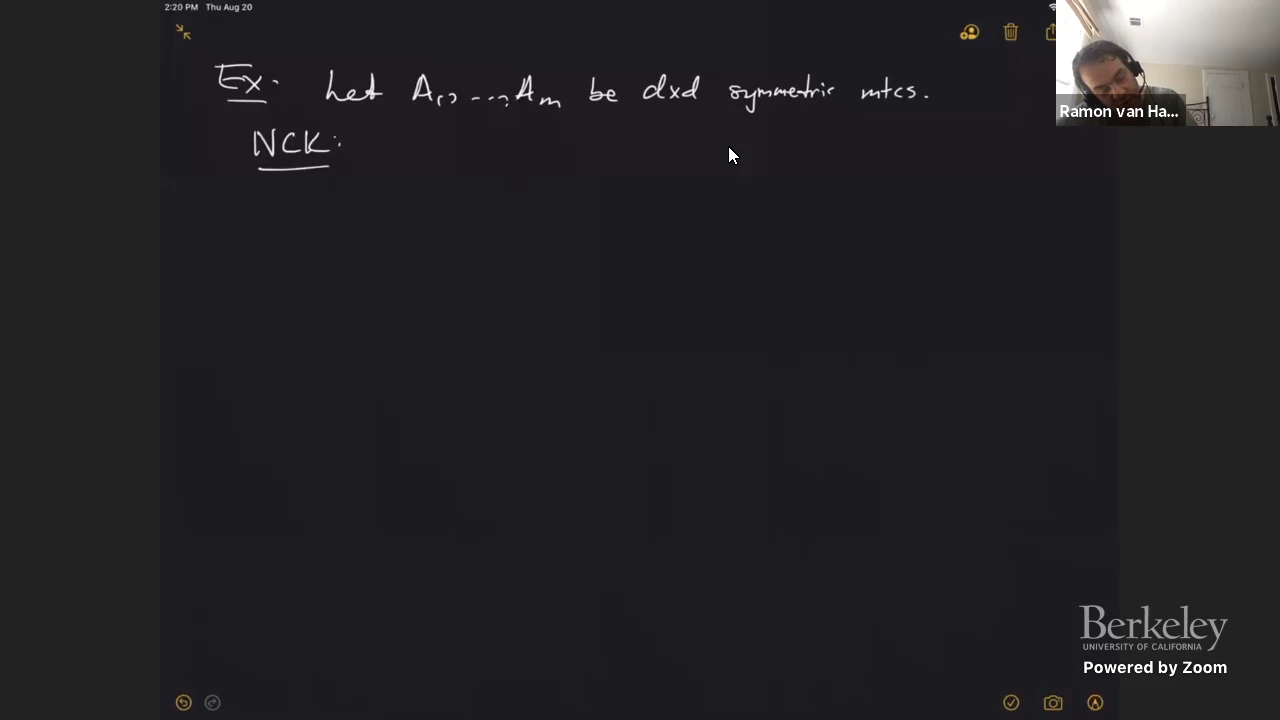 2:20 PM Thu Aug 20
Ex. Let A₁, ..., Aₘ be dxd symmetric mtcs.
NCK:
Ramon van Ha...
Berkeley
UNIVERSITY OF CALIFORNIA
Powered by Zoom